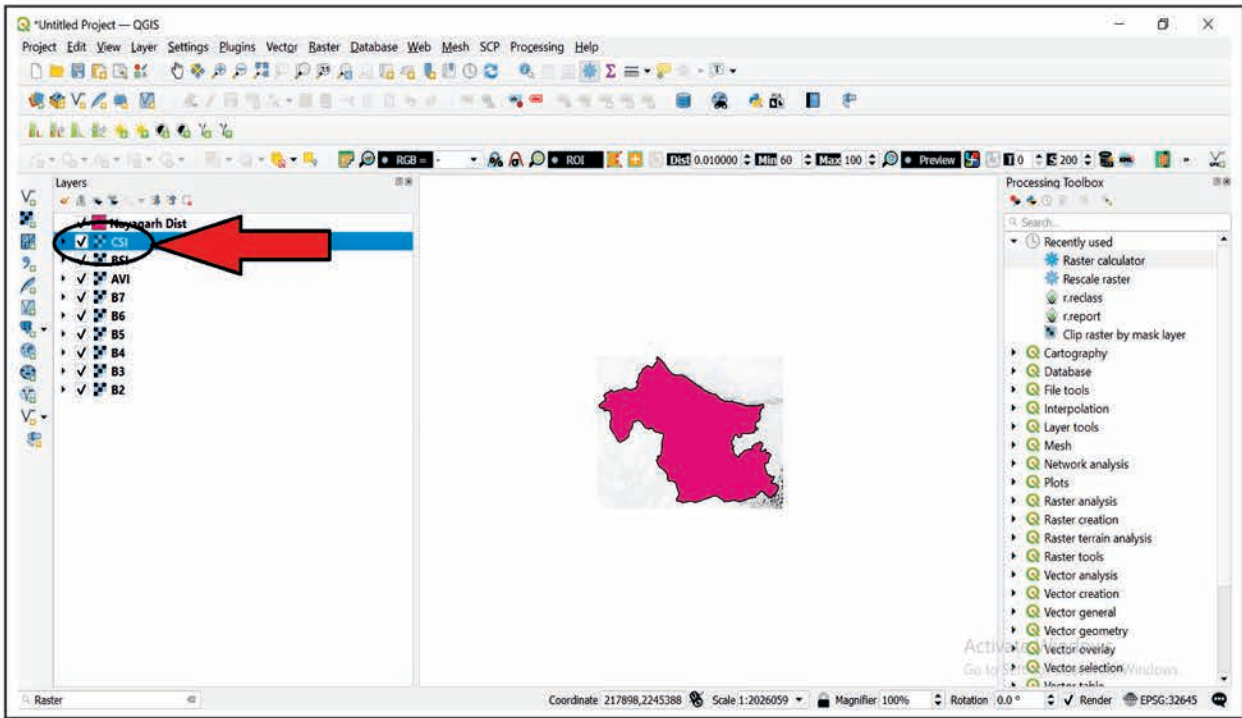 *Untitled Project — QGIS
Project Edit View Layer Settings Plugins Vector Raster Database Web Mesh SCP Processing Help
RGB = - ROI Dist 0.010000 Min 60 Max 100 Preview T 0 S 200
Layers
Nayagarh Dist
CSI
BSI
AVI
B7
B6
B5
B4
B3
B2
Processing Toolbox
Search...
Recently used
Raster calculator
Rescale raster
r.reclass
r.report
Clip raster by mask layer
Cartography
Database
File tools
Interpolation
Layer tools
Mesh
Network analysis
Plots
Raster analysis
Raster creation
Raster terrain analysis
Raster tools
Vector analysis
Vector creation
Vector general
Vector geometry
Vector overlay
Vector selection
Vector table
Raster
Coordinate 217898,2245388 Scale 1:2026059 Magnifier 100% Rotation 0.0 ° Render EPSG:32645